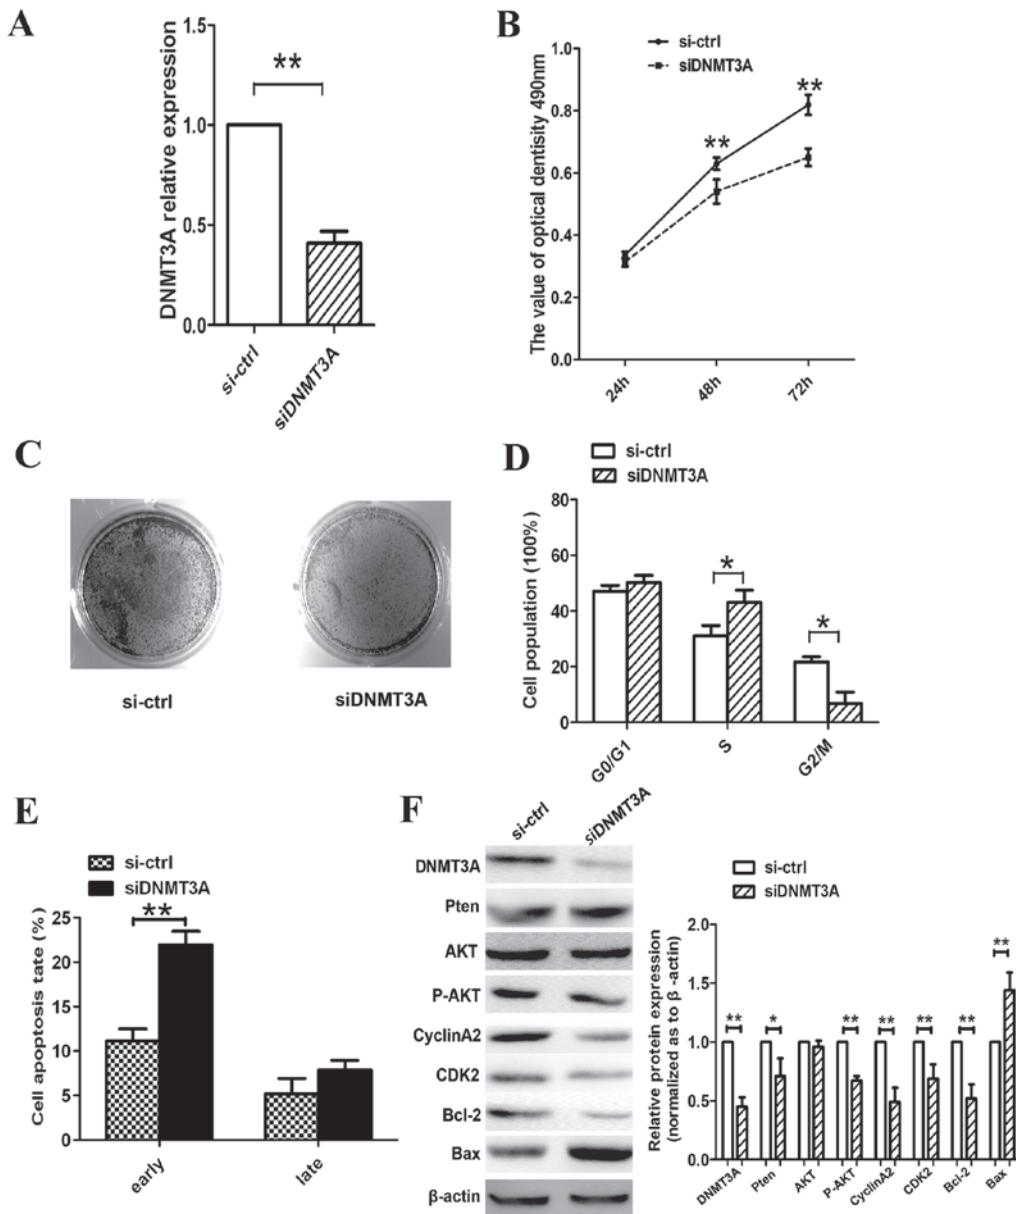 A
DNMT3A relative expression
1.5
1.0
0.5
0.0
**
si-ctrl
siDNMT3A
B
si-ctrl
siDNMT3A
The value of optical dentisity 490nm
1.0
0.8
0.6
0.4
0.2
0.0
**
**
24h
48h
72h
C
si-ctrl
siDNMT3A
D
si-ctrl
siDNMT3A
Cell population (100%)
80
60
40
20
0
*
*
G0/G1
S
G2/M
E
si-ctrl
siDNMT3A
Cell apoptosis tate (%)
25
20
15
10
5
0
**
early
late
F
si-ctrl
siDNMT3A
DNMT3A
Pten
AKT
P-AKT
CyclinA2
CDK2
Bcl-2
Bax
β-actin
si-ctrl
siDNMT3A
Relative protein expression
(normalized as to β -actin)
2.0
1.5
1.0
0.5
0.0
**
*
**
**
**
**
**
DNMT3A
Pten
AKT
P-AKT
CyclinA2
CDK2
Bcl-2
Bax